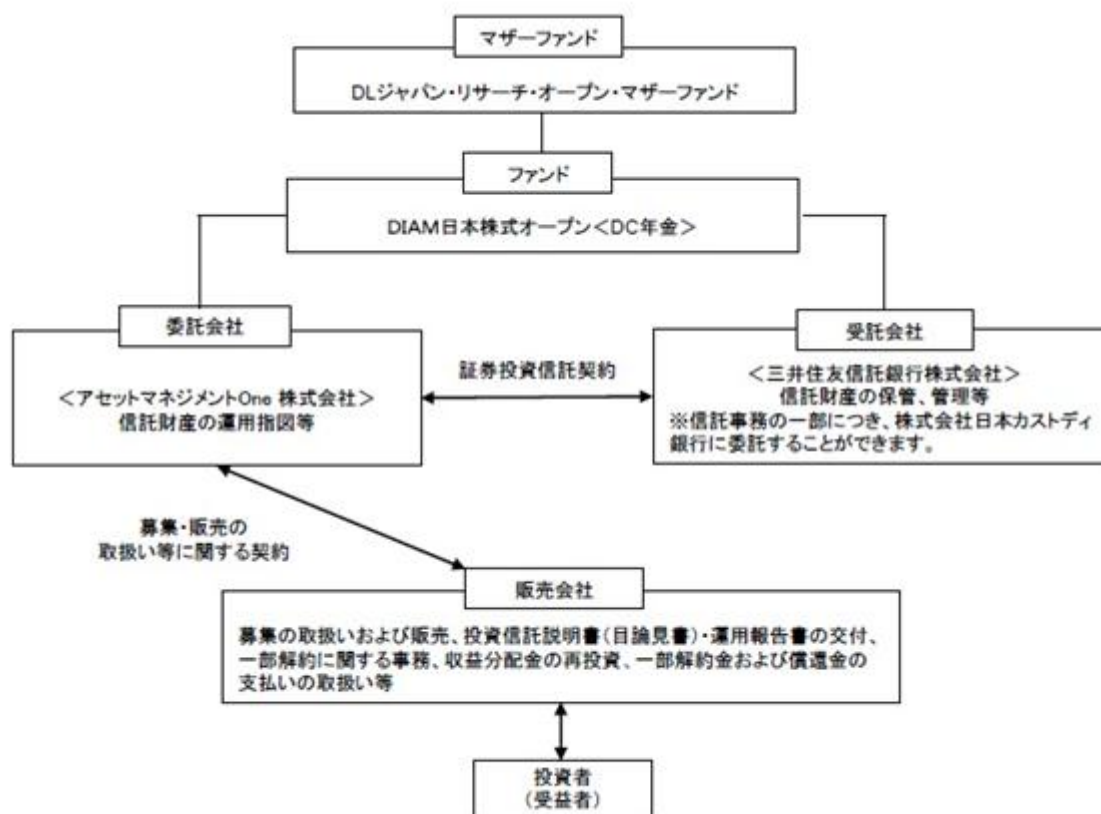 マザーファンド
DLジャパン・リサーチ・オープン・マザーファンド
ファンド
DIAM日本株式オープン＜DC年金＞
委託会社
＜アセットマネジメントOne 株式会社＞
信託財産の運用指図等
証券投資信託契約
受託会社
＜三井住友信託銀行株式会社＞
信託財産の保管、管理等
※信託事務の一部につき、株式会社日本カストディ
銀行に委託することができます。
募集・販売の
取扱い等に関する契約
販売会社
募集の取扱いおよび販売、投資信託説明書（目論見書）・運用報告書の交付、
一部解約に関する事務、収益分配金の再投資、一部解約金および償還金の
支払いの取扱い等
投資者
（受益者）